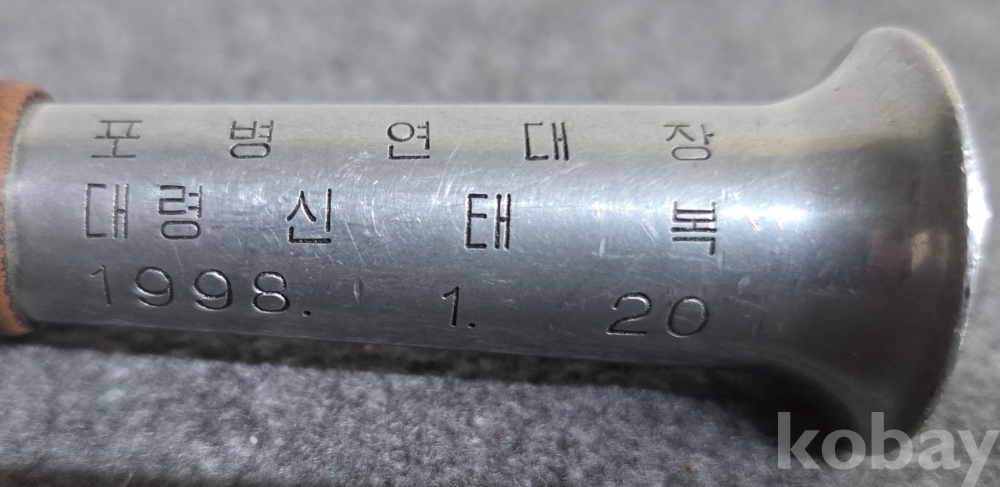 포 병 연 대 장
대령 신 태 복
1998. 1. 20
kobay